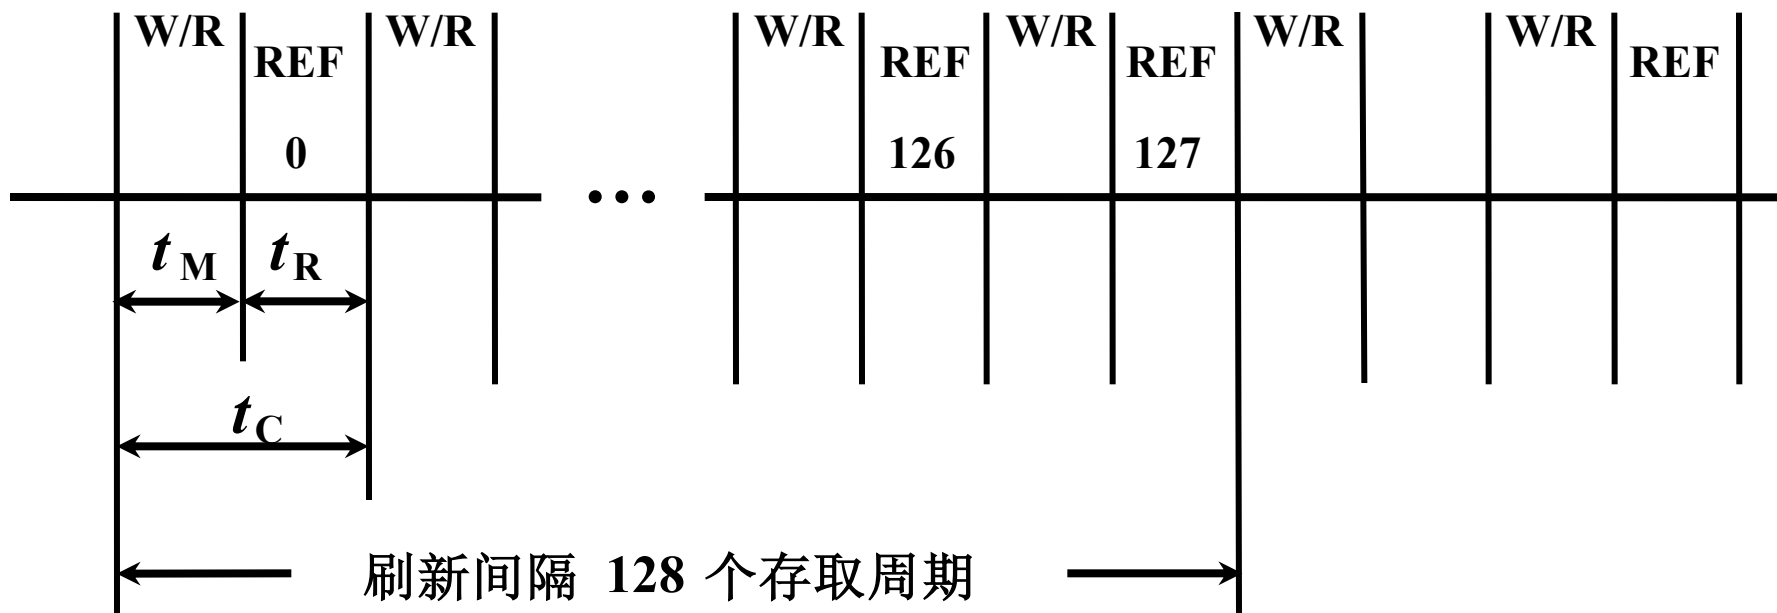 W/R W/R W/R W/R W/R W/R
REF REF REF REF
0 126 127
···
t M t R
t C
刷新间隔 128 个存取周期